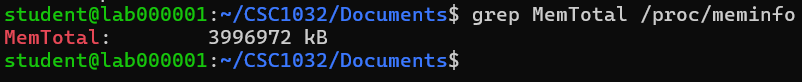 student@lab000001:~/CSC1032/Documents$ grep MemTotal /proc/meminfo
MemTotal:        3996972 kB
student@lab000001:~/CSC1032/Documents$